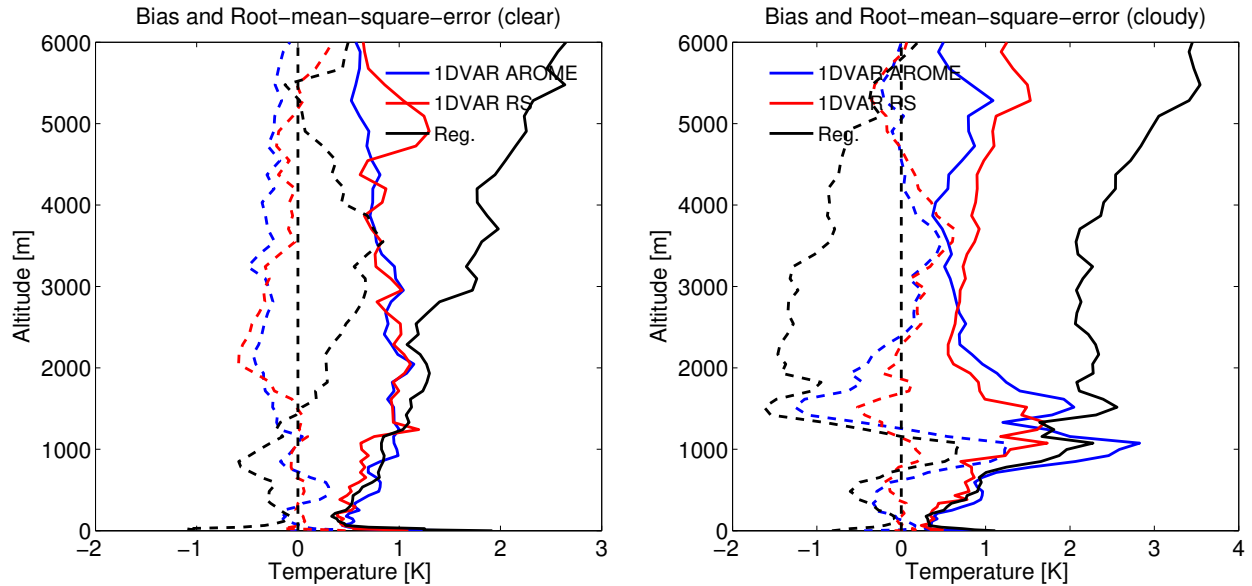 Bias and Root−mean−square−error (clear)
6000
5000
4000
3000
2000
1000
0
Altitude [m]
1DVAR AROME
1DVAR RS
Reg.
−2
−1
0
1
2
3
Temperature [K]
Bias and Root−mean−square−error (cloudy)
6000
5000
4000
3000
2000
1000
0
Altitude [m]
1DVAR AROME
1DVAR RS
Reg.
−2
−1
0
1
2
3
4
Temperature [K]